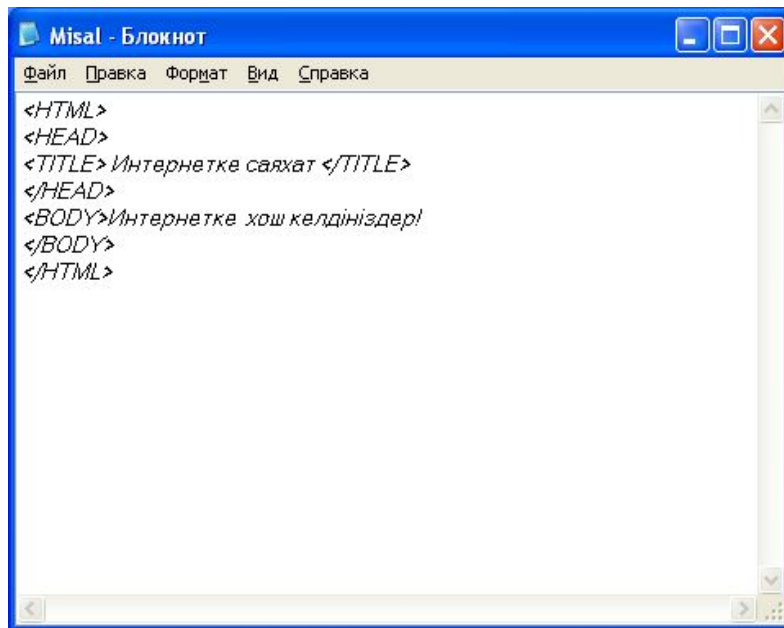 Misal - Блокнот
Файл Правка Формат Вид Справка
<HTML>
<HEAD>
<TITLE> Интернетке саяхат </TITLE>
</HEAD>
<BODY>Интернетке хош келдініздер!
</BODY>
</HTML>